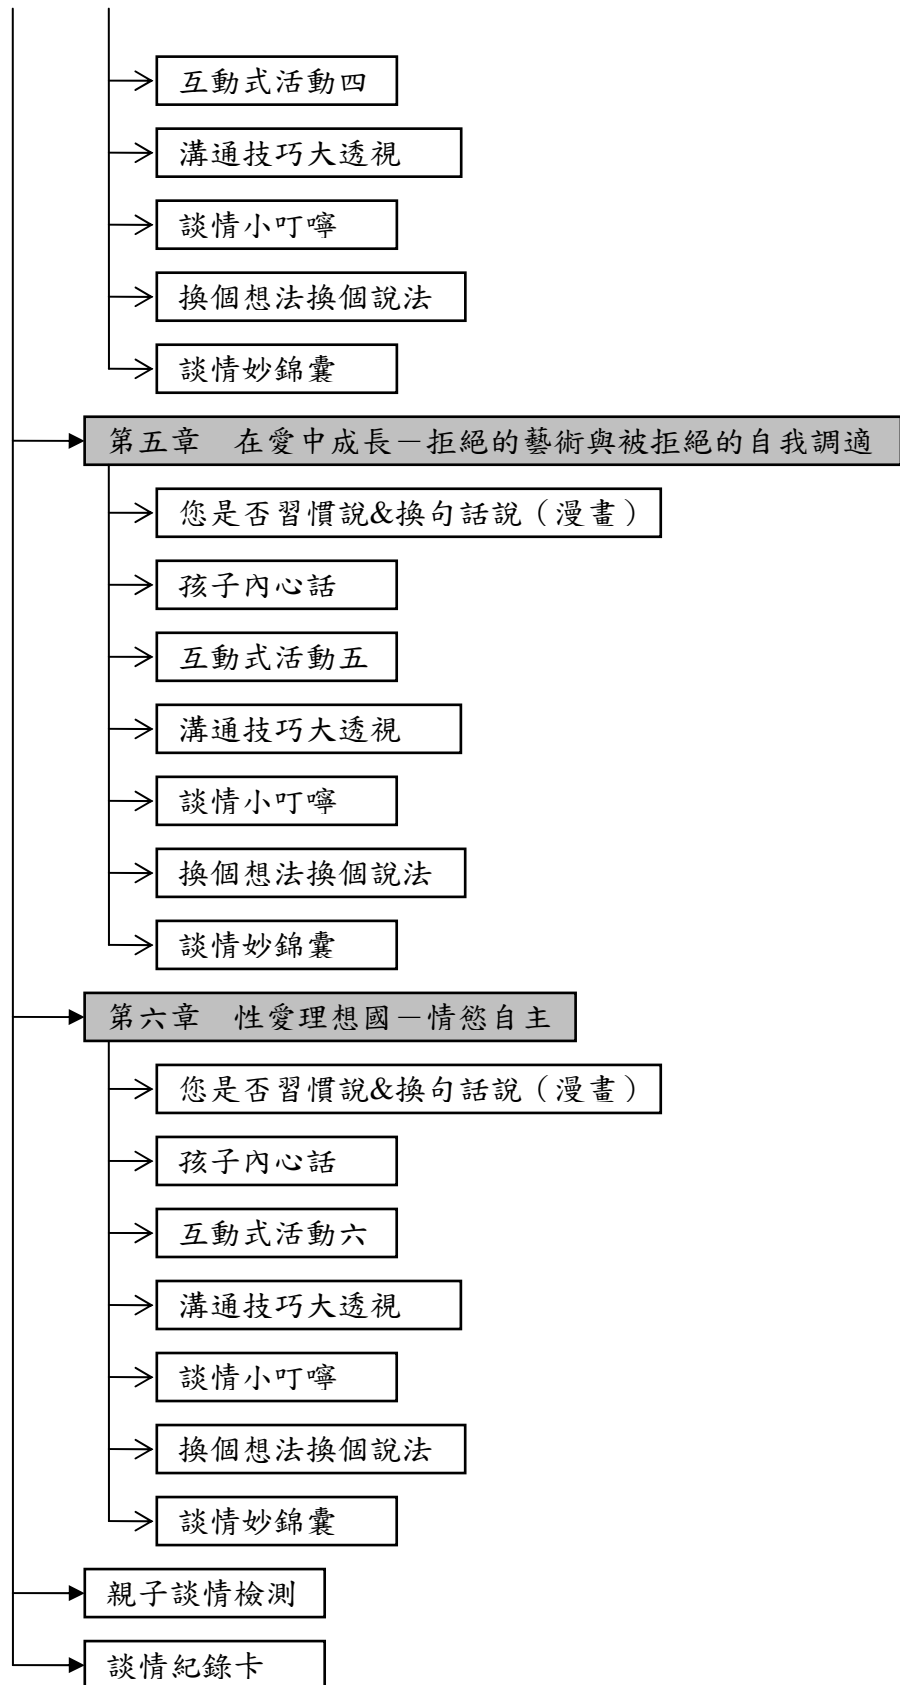 互動式活動四
溝通技巧大透視
談情小叮嚀
換個想法換個說法
談情妙錦囊
第五章　在愛中成長－拒絕的藝術與被拒絕的自我調適
您是否習慣說&換句話說（漫畫）
孩子內心話
互動式活動五
溝通技巧大透視
談情小叮嚀
換個想法換個說法
談情妙錦囊
第六章　性愛理想國－情慾自主
您是否習慣說&換句話說（漫畫）
孩子內心話
互動式活動六
溝通技巧大透視
談情小叮嚀
換個想法換個說法
談情妙錦囊
親子談情檢測
談情紀錄卡